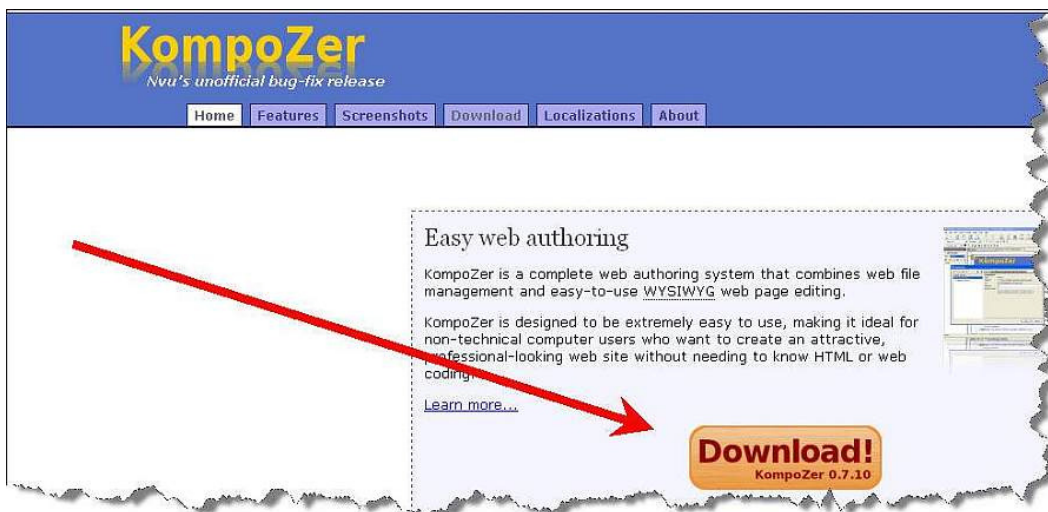 KompoZer
Nvu's unofficial bug-fix release
Home Features Screenshots Download Localizations About
Easy web authoring
KompoZer is a complete web authoring system that combines web file
management and easy-to-use WYSIWYG web page editing.
KompoZer is designed to be extremely easy to use, making it ideal for
non-technical computer users who want to create an attractive,
professional-looking web site without needing to know HTML or web
coding.
Learn more...
Download!
KompoZer 0.7.10